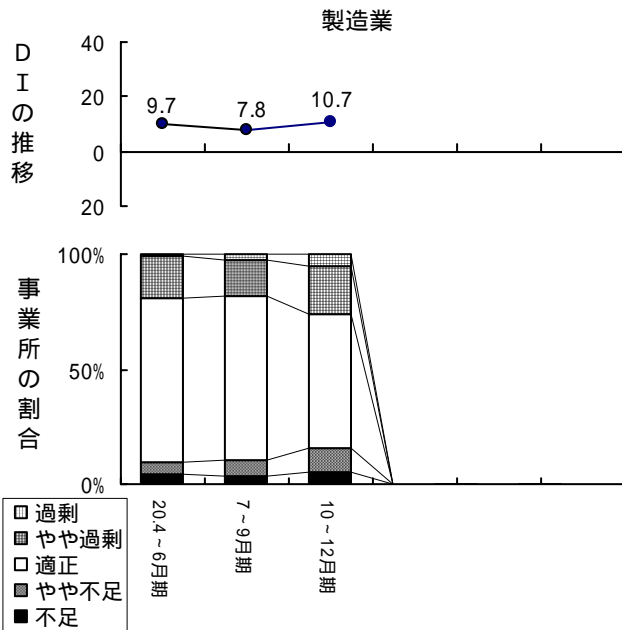 製造業
DIの推移
40
20
0
20
9.7
7.8
10.7
事業所の割合
100%
50%
0%
20.4~6月期
7~9月期
10~12月期
過剰
やや過剰
適正
やや不足
不足